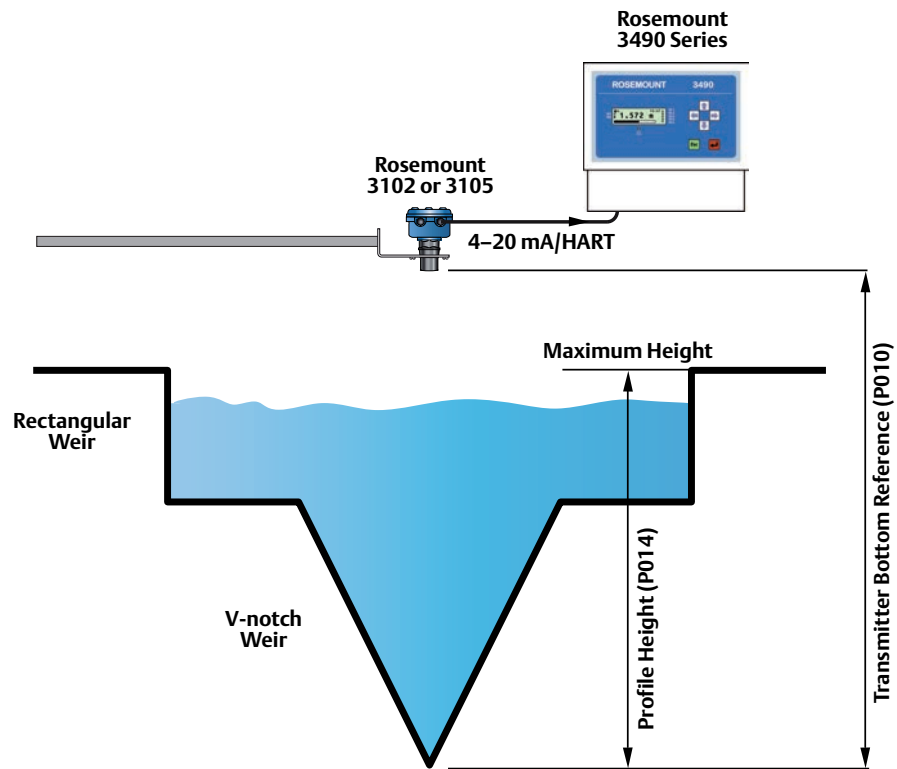 Rosemount
3490 Series
ROSEMOUNT 3490
1.572 m
Rosemount
3102 or 3105
4–20 mA/HART
Maximum Height
Rectangular
Weir
V-notch
Weir
Profile Height (P014)
Transmitter Bottom Reference (P010)